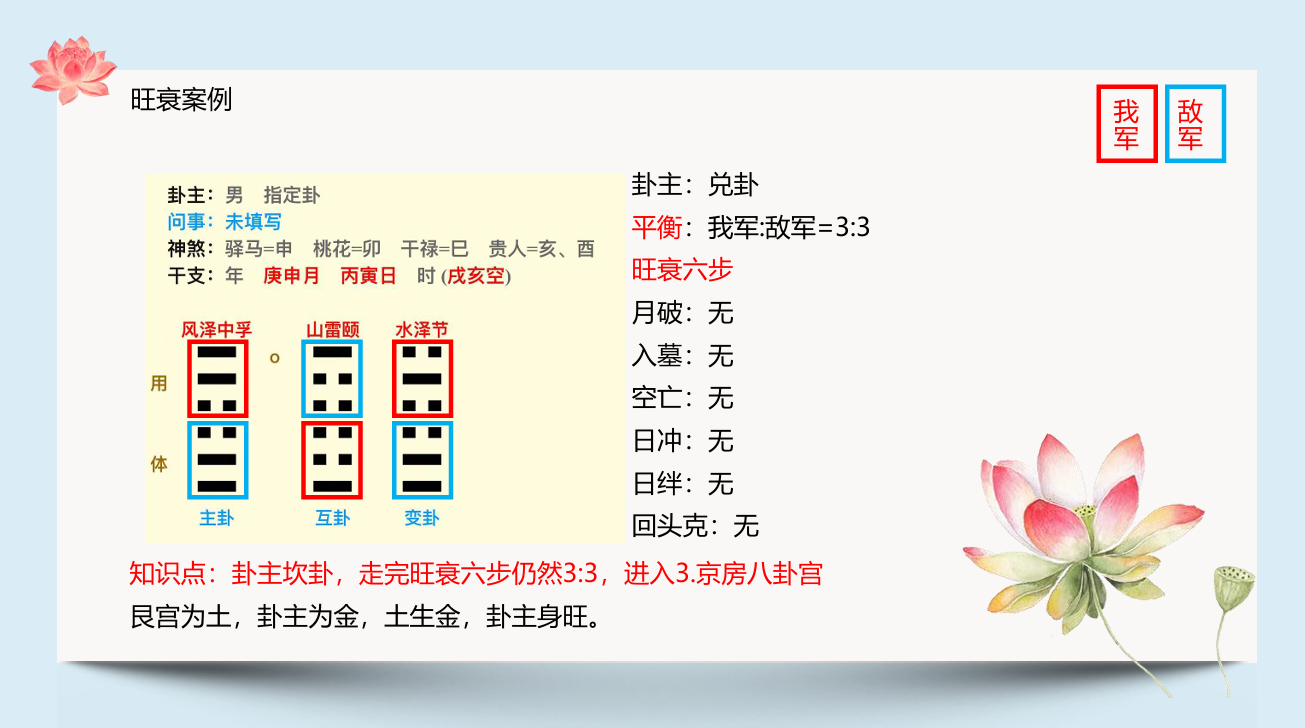 旺衰案例
我军
敌军
卦主：男 指定卦
问事：未填写
神煞：驿马=申 桃花=卯 干禄=巳 贵人=亥、酉
干支：年 庚申月 丙寅日 时 (戌亥空)
风泽中孚 山雷颐 水泽节
o
用
体
主卦 互卦 变卦
卦主：兑卦
平衡：我军:敌军=3:3
旺衰六步
月破：无
入墓：无
空亡：无
日冲：无
日绊：无
回头克：无
知识点：卦主坎卦，走完旺衰六步仍然3:3，进入3.京房八卦宫
艮宫为土，卦主为金，土生金，卦主身旺。